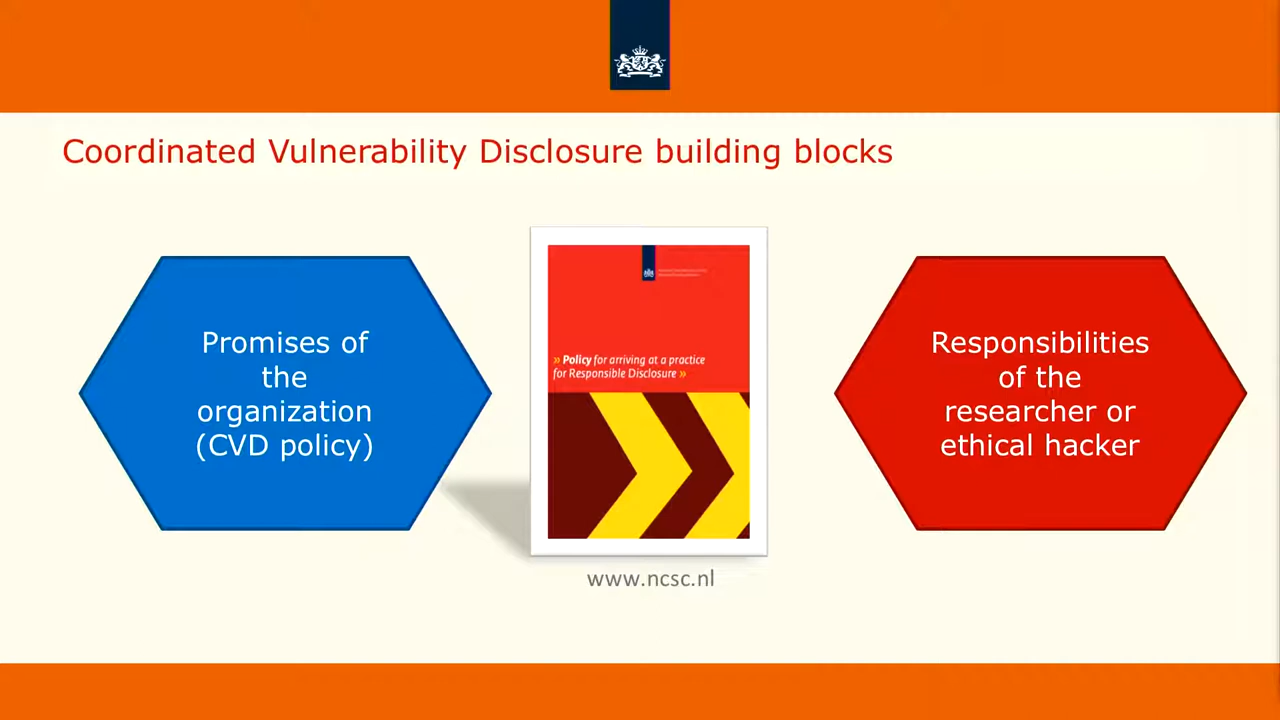 Coordinated Vulnerability Disclosure building blocks
Promises of
the
organization
(CVD policy)
» Policy for arriving at a practice
for Responsible Disclosure »
www.ncsc.nl
Responsibilities
of the
researcher or
ethical hacker